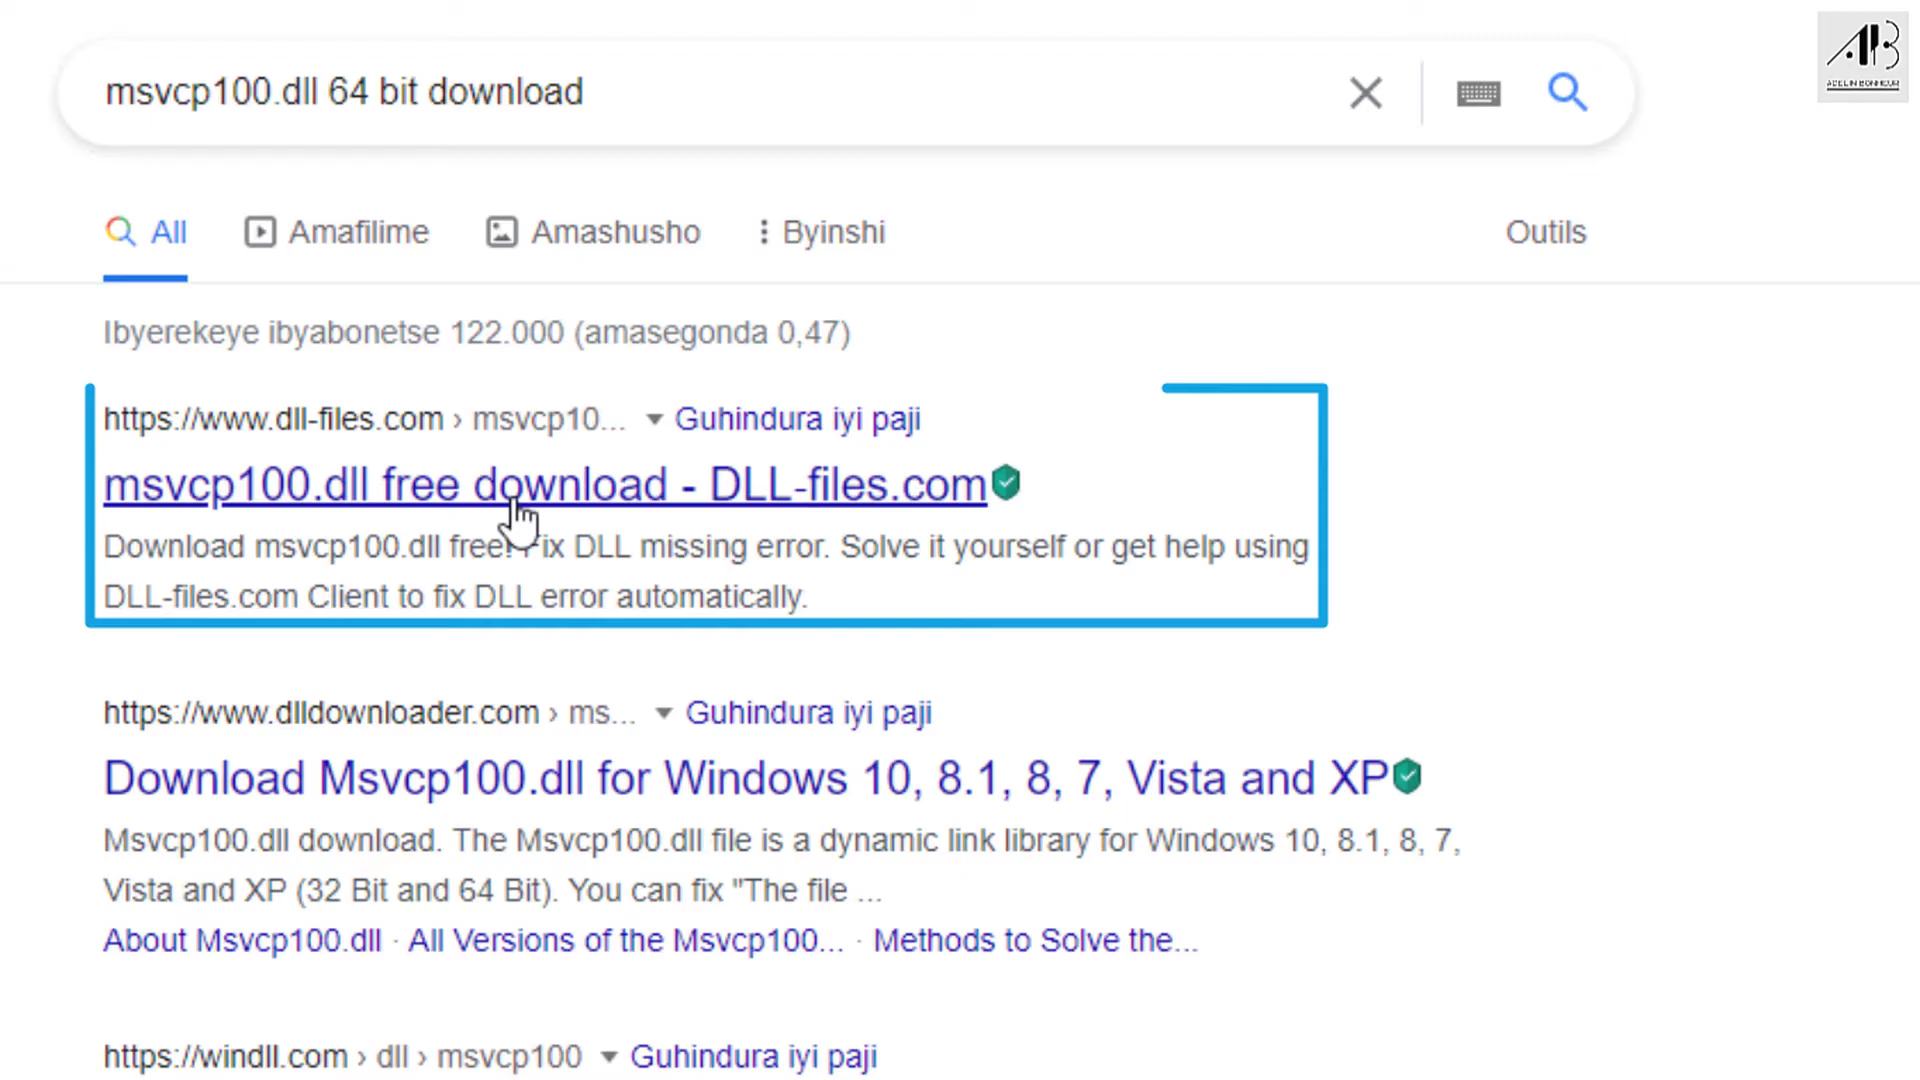 msvcp100.dll 64 bit download
All
Amafilime
Amashusho
Byinshi
Outils
Ibyerekeye ibyabonetse 122.000 (amasegonda 0,47)
https://www.dll-files.com › msvcp10... Guhindura iyi paji
msvcp100.dll free download - DLL-files.com
Download msvcp100.dll free! Fix DLL missing error. Solve it yourself or get help using
DLL-files.com Client to fix DLL error automatically.
https://www.dlldownloader.com › ms... Guhindura iyi paji
Download Msvcp100.dll for Windows 10, 8.1, 8, 7, Vista and XP
Msvcp100.dll download. The Msvcp100.dll file is a dynamic link library for Windows 10, 8.1, 8, 7,
Vista and XP (32 Bit and 64 Bit). You can fix "The file ...
About Msvcp100.dll · All Versions of the Msvcp100... · Methods to Solve the...
https://windll.com › dll › msvcp100 Guhindura iyi paji
AB
ADELIN BONHEUR